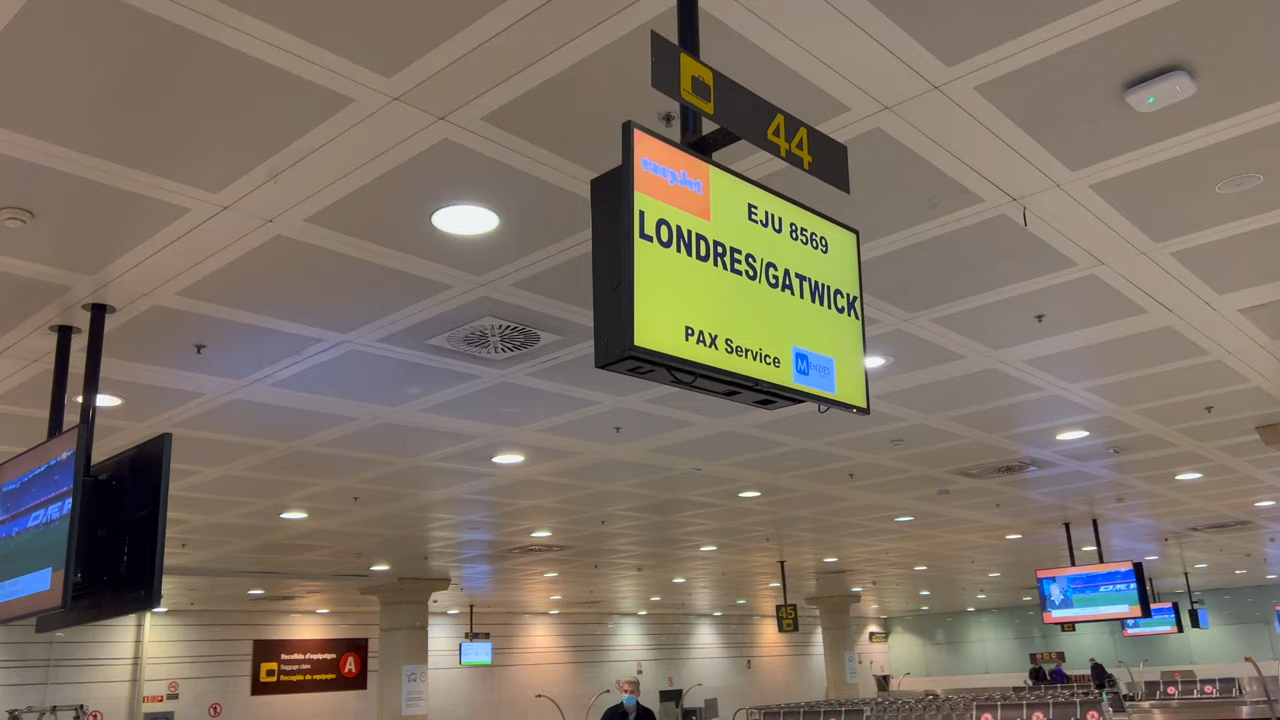 44
easyJet
EJU 8569
LONDRES/GATWICK
PAX Service
MENZIES
45
Recollida d'equipatges
Baggage claim
Recogida de equipajes
A